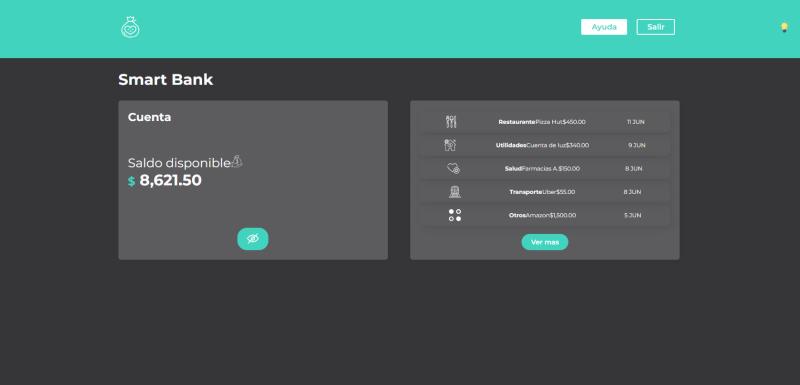 Ayuda Salir
Smart Bank
Cuenta
Saldo disponible
$ 8,621.50
RestaurantePizza Hut$450.00 11 JUN
UtilidadesCuenta de luz$340.00 9 JUN
SaludFarmacias A.$150.00 8 JUN
TransporteUber$55.00 8 JUN
OtrosAmazon$1,500.00 5 JUN
Ver mas